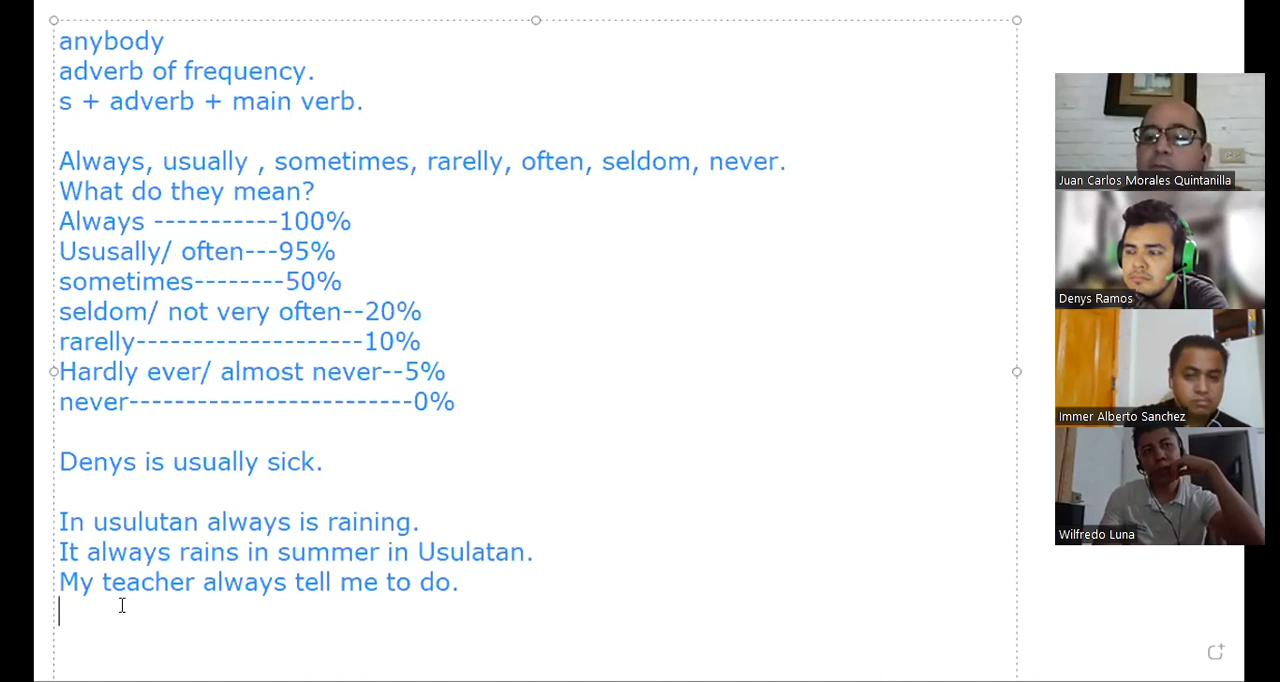 anybody
adverb of frequency.
s + adverb + main verb.
Always, usually , sometimes, rarelly, often, seldom, never.
What do they mean?
Always -----------100%
Ususally/ often---95%
sometimes--------50%
seldom/ not very often--20%
rarelly--------------------10%
Hardly ever/ almost never--5%
never-------------------------0%
Denys is usually sick.
In usulutan always is raining.
It always rains in summer in Usulatan.
My teacher always tell me to do.
Juan Carlos Morales Quintanilla
Denys Ramos
Immer Alberto Sanchez
Wilfredo Luna